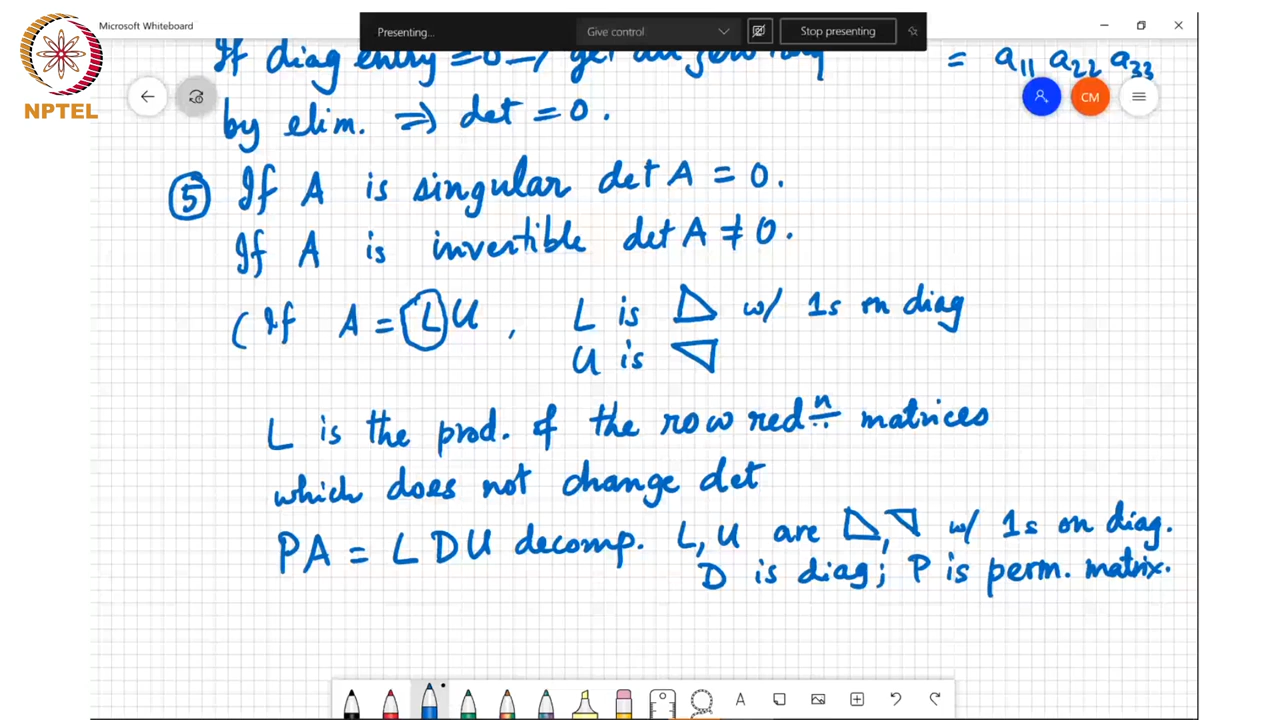 Microsoft Whiteboard
Presenting...
Give control
Stop presenting
NPTEL
CM
If diag entry = 0 → get an zero row
= a11 a22 a33
by elim. ⇒ det = 0.
⑤ If A is singular det A = 0.
If A is invertible det A ≠ 0.
(If A = LU, L is ◺ w/ 1s on diag
U is ◹
L is the prod. of the row redn matrices
which does not change det
PA = LDU decomp. L, U are ◺, ◹ w/ 1s on diag.
D is diag; P is perm. matrix.
A